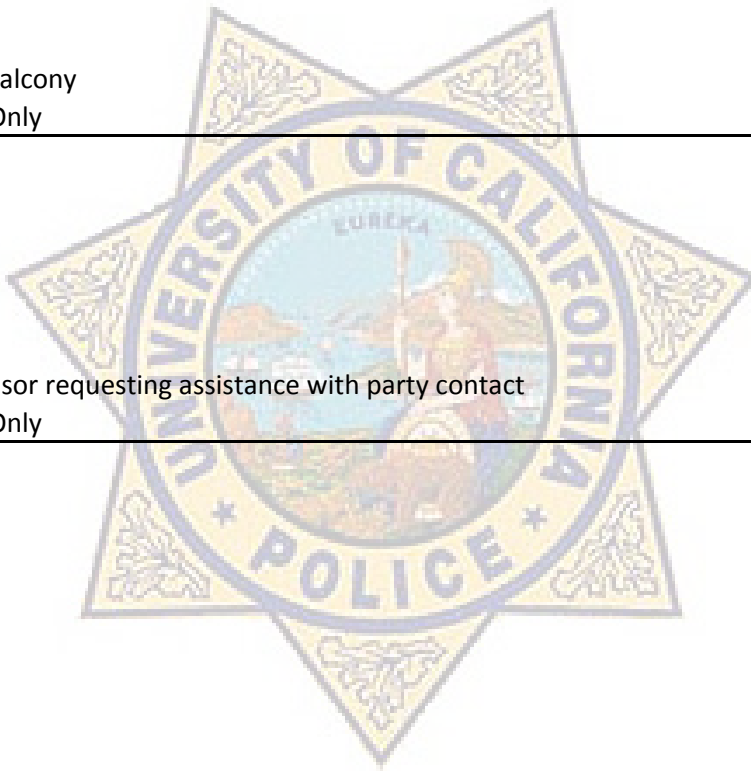 alcony
Only
UNIVERSITY OF CALIFORNIA
EUREKA
sor requesting assistance with party contact
Only
POLICE